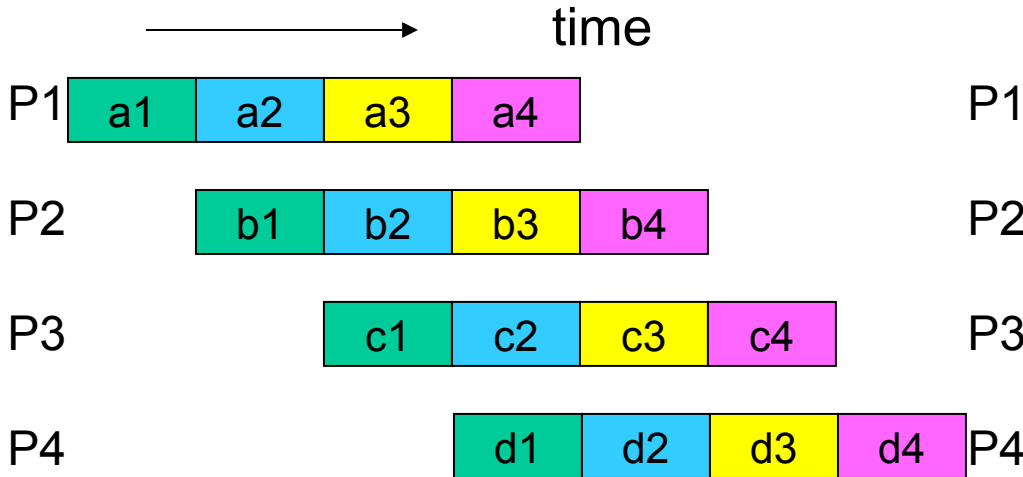 time
P1 a1 a2 a3 a4 P1
P2 b1 b2 b3 b4 P2
P3 c1 c2 c3 c4 P3
P4 d1 d2 d3 d4 P4